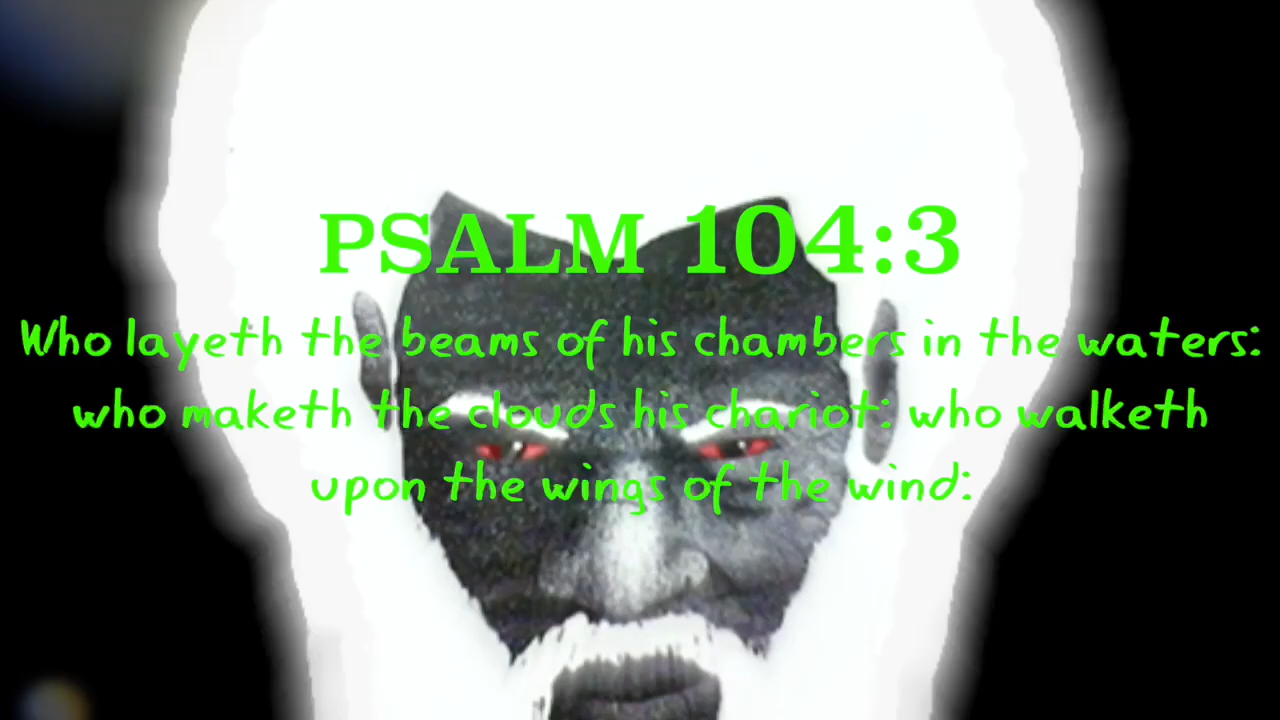 PSALM 104:3
Who layeth the beams of his chambers in the waters:
who maketh the clouds his chariot: who walketh
upon the wings of the wind: